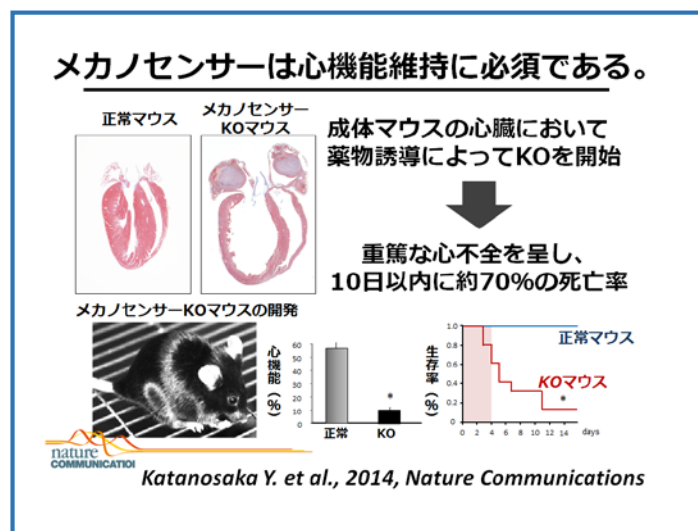 メカノセンサーは心機能維持に必須である。
正常マウス
メカノセンサー
KOマウス
成体マウスの心臓において
薬物誘導によってKOを開始
重篤な心不全を呈し、
10日以内に約70%の死亡率
メカノセンサーKOマウスの開発
心機能（%）
60
50
40
30
20
10
0
*
正常
KO
生存率（%）
1.0
0.8
0.6
0.4
0.2
0
正常マウス
KOマウス
*
0 2 4 6 8 10 12 14 days
nature
COMMUNICATIOI
Katanosaka Y. et al., 2014, Nature Communications